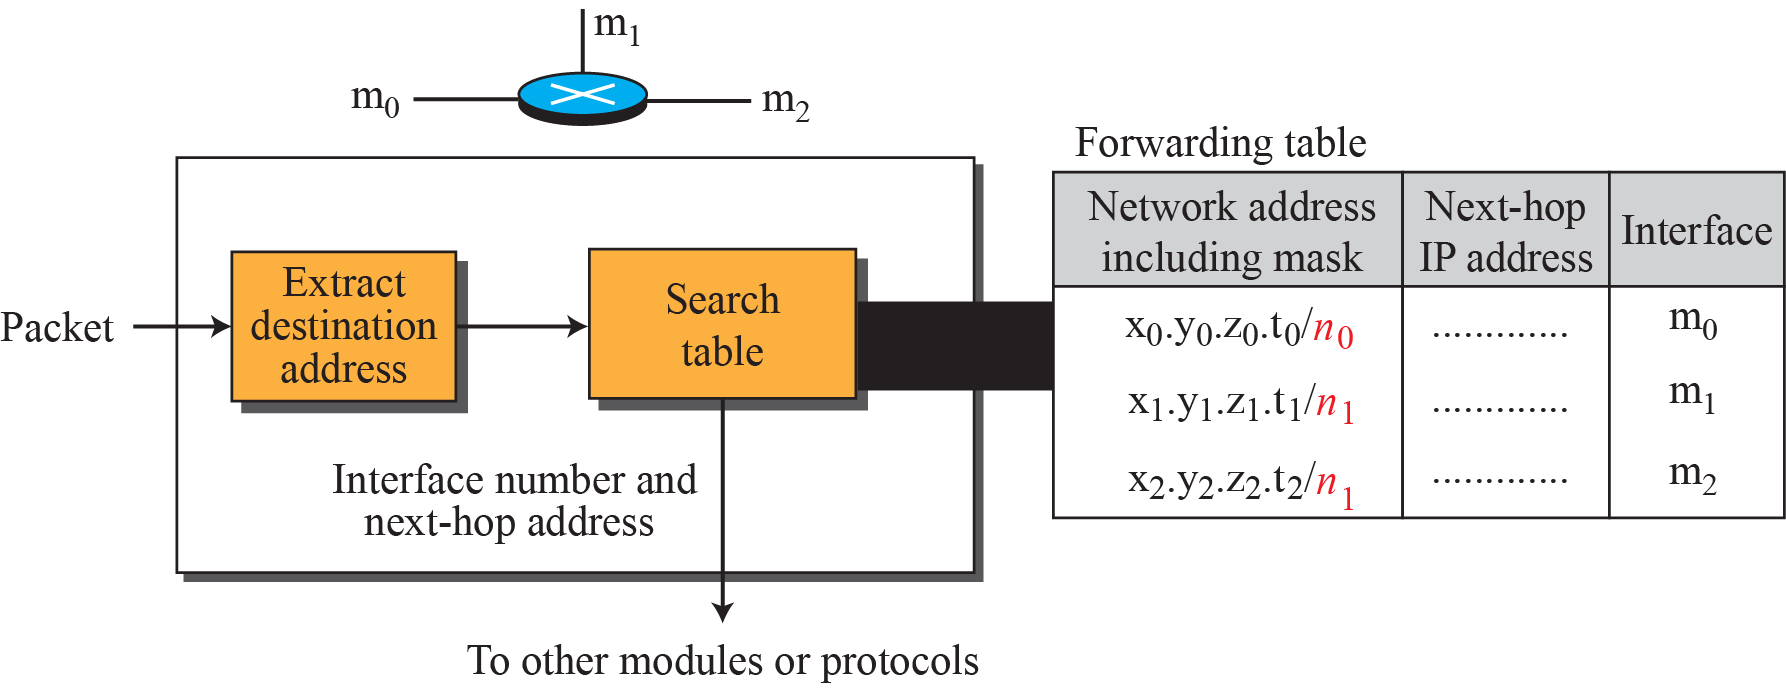 m₁
m₀
m₂
Forwarding table
Network address
including mask
Next-hop
IP address
Interface
Extract
destination
address
Search
table
Packet
x₀.y₀.z₀.t₀/n₀
.............
m₀
x₁.y₁.z₁.t₁/n₁
.............
m₁
x₂.y₂.z₂.t₂/n₁
.............
m₂
Interface number and
next-hop address
To other modules or protocols